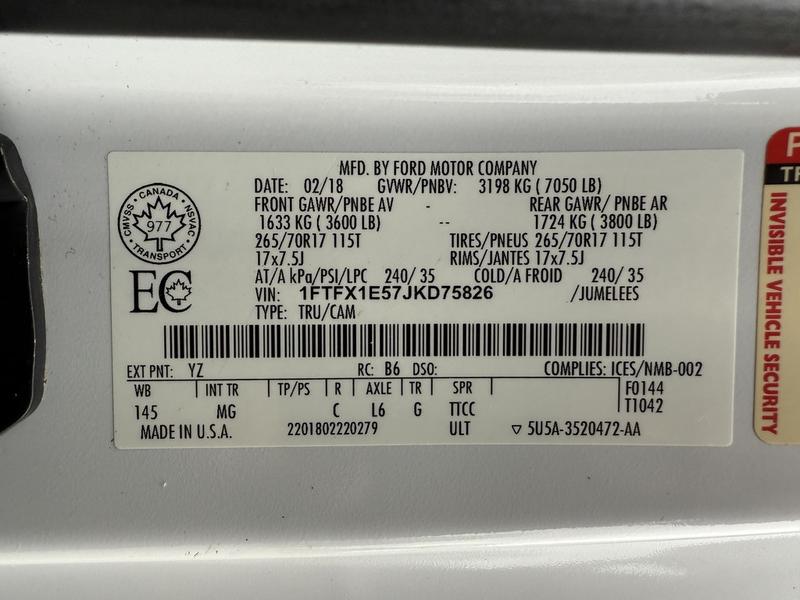 MFD. BY FORD MOTOR COMPANY
DATE: 02/18 GVWR/PNBV: 3198 KG ( 7050 LB)
FRONT GAWR/PNBE AV - REAR GAWR/ PNBE AR
1633 KG ( 3600 LB) -- 1724 KG ( 3800 LB)
265/70R17 115T TIRES/PNEUS 265/70R17 115T
17x7.5J RIMS/JANTES 17x7.5J
AT/A kPa/PSI/LPC 240/ 35 COLD/A FROID 240/ 35
VIN: 1FTFX1E57JKD75826 /JUMELEES
TYPE: TRU/CAM
CANADA
CMVSS 977 NSVAC
TRANSPORT
EC
EXT PNT: YZ RC: B6 DSO: COMPLIES: ICES/NMB-002
WB INT TR TP/PS R AXLE TR SPR F0144
145 MG C L6 G TTCC T1042
MADE IN U.S.A. 2201802220279 ULT ▽ 5U5A-3520472-AA
INVISIBLE VEHICLE SECURITY